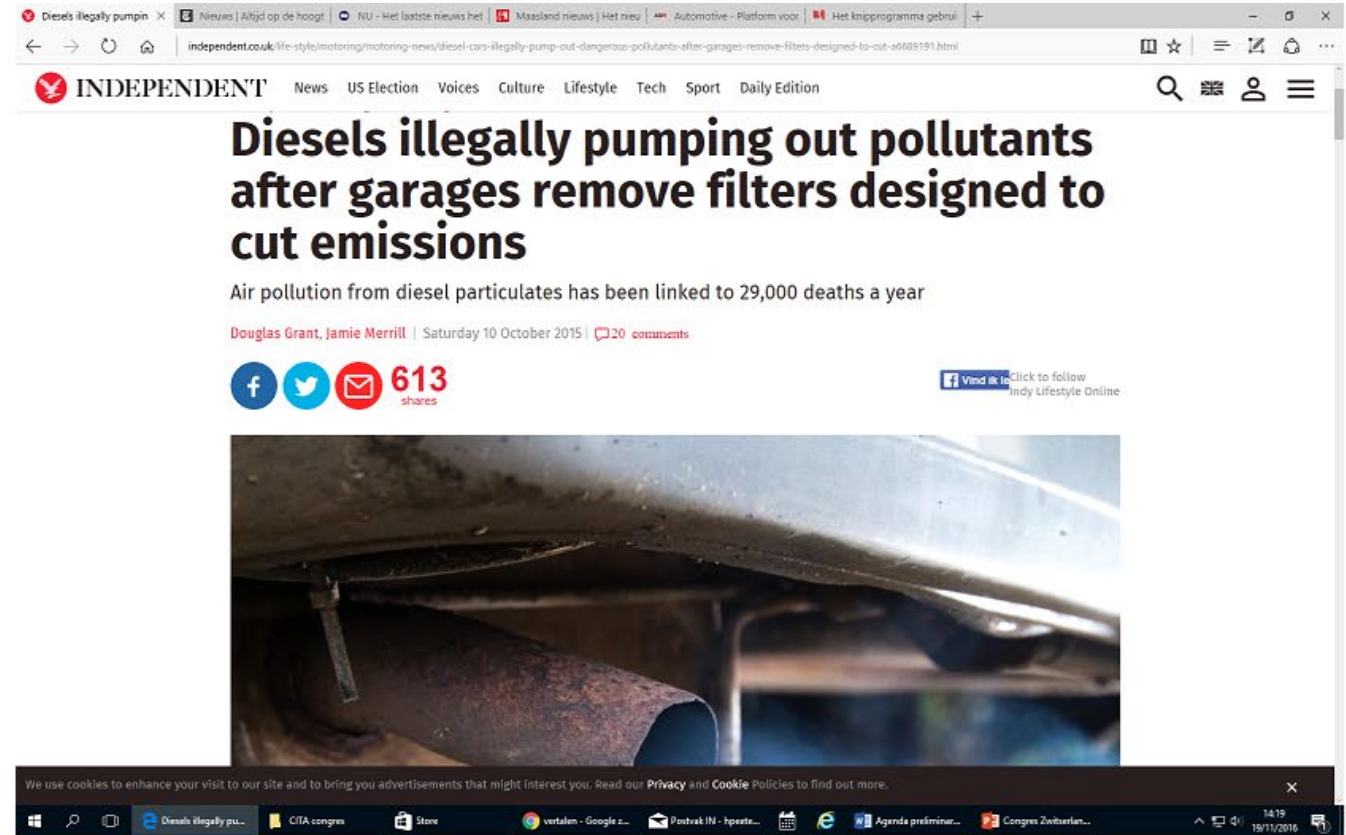 Diesels illegally pumpin
Nieuws | Altijd op de hoogt
NU - Het laatste nieuws het
Maasland nieuws | Het nieu
Automotive - Platform voor
Het knipprogramma gebrui
independent.co.uk/life-style/motoring/motoring-news/diesel-cars-illegally-pump-out-dangerous-pollutants-after-garages-remove-filters-designed-to-cut-a6689191.html
INDEPENDENT News US Election Voices Culture Lifestyle Tech Sport Daily Edition
Diesels illegally pumping out pollutants
after garages remove filters designed to
cut emissions
Air pollution from diesel particulates has been linked to 29,000 deaths a year
Douglas Grant, Jamie Merrill | Saturday 10 October 2015 | 20 comments
613
shares
Vind ik le
Click to follow
Indy Lifestyle Online
We use cookies to enhance your visit to our site and to bring you advertisements that might interest you. Read our Privacy and Cookie Policies to find out more.
Diesels illegally pu... CITA congres Store vertalen - Google z... Postvak IN - hpeete... Agenda preliminar... Congres Zwitserlan...
14:19
19/11/2016